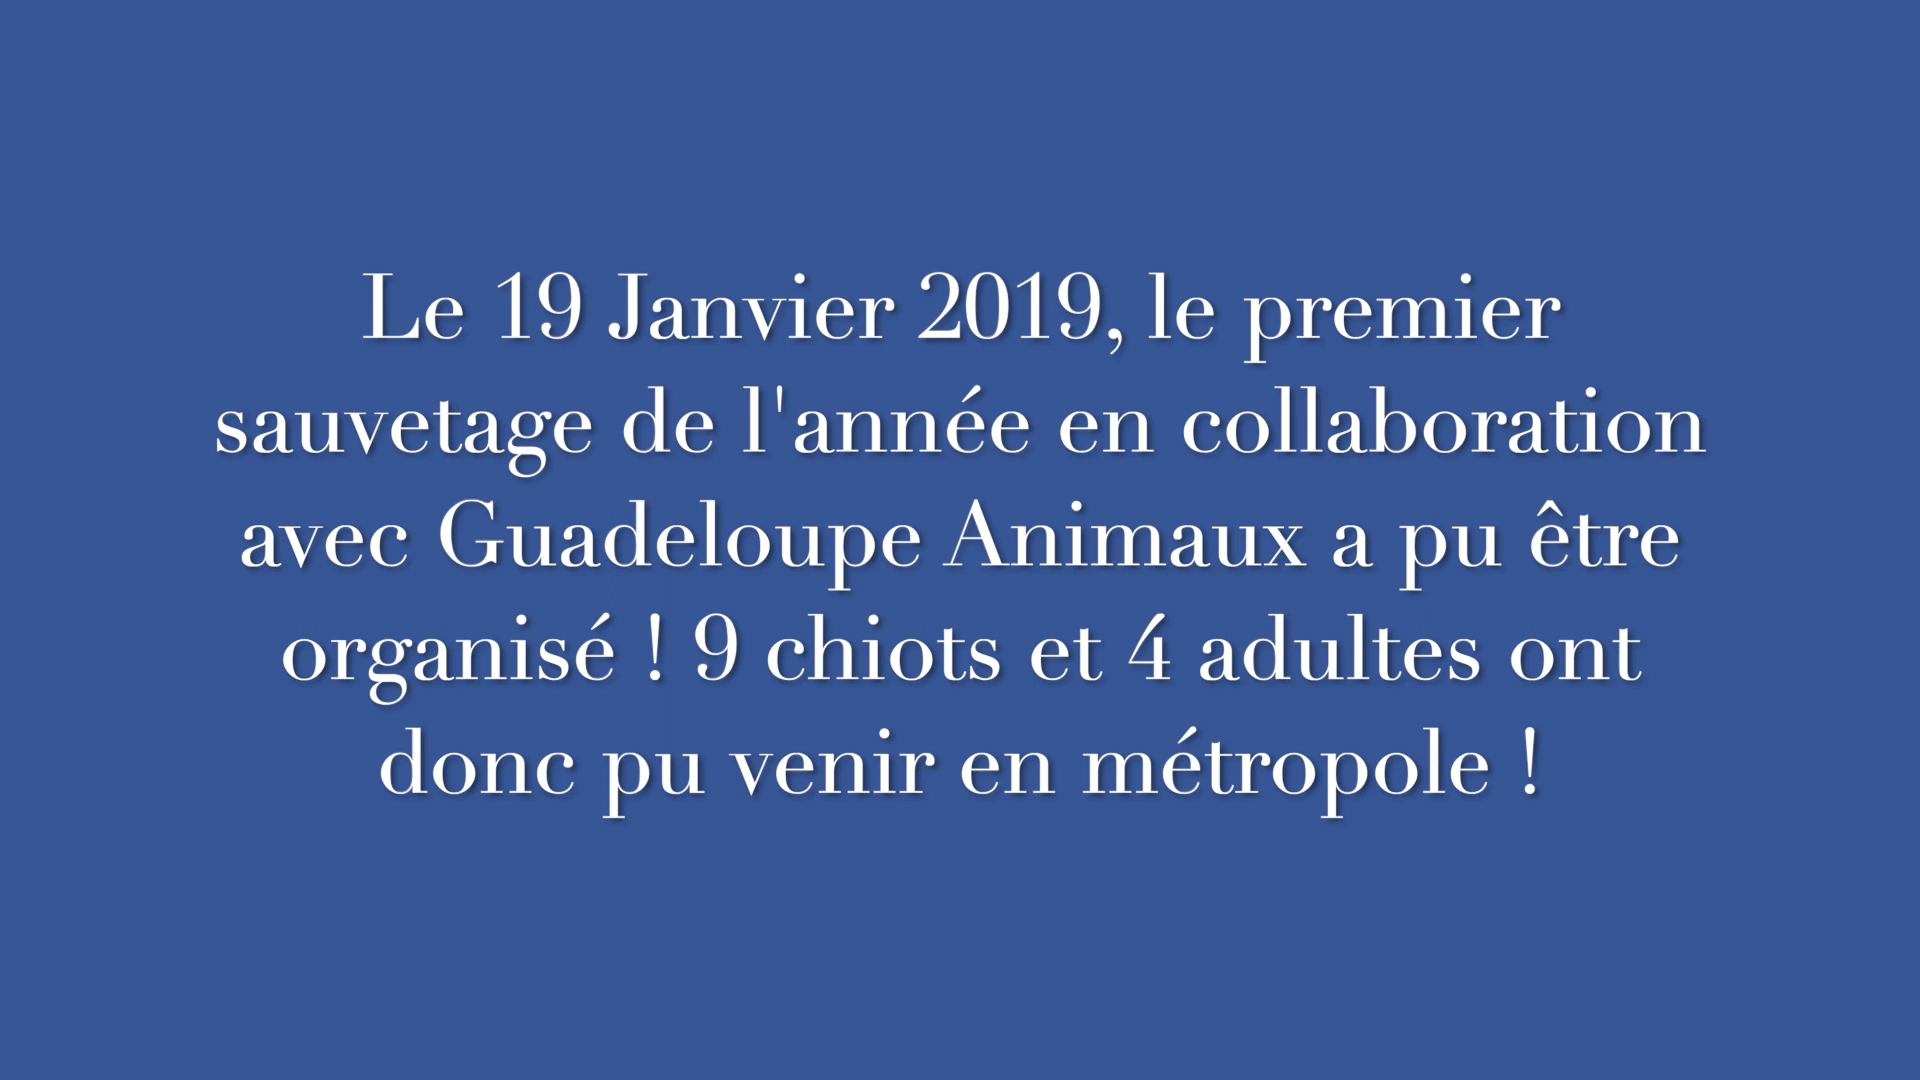 Le 19 Janvier 2019, le premier
sauvetage de l'année en collaboration
avec Guadeloupe Animaux a pu être
organisé ! 9 chiots et 4 adultes ont
donc pu venir en métropole !